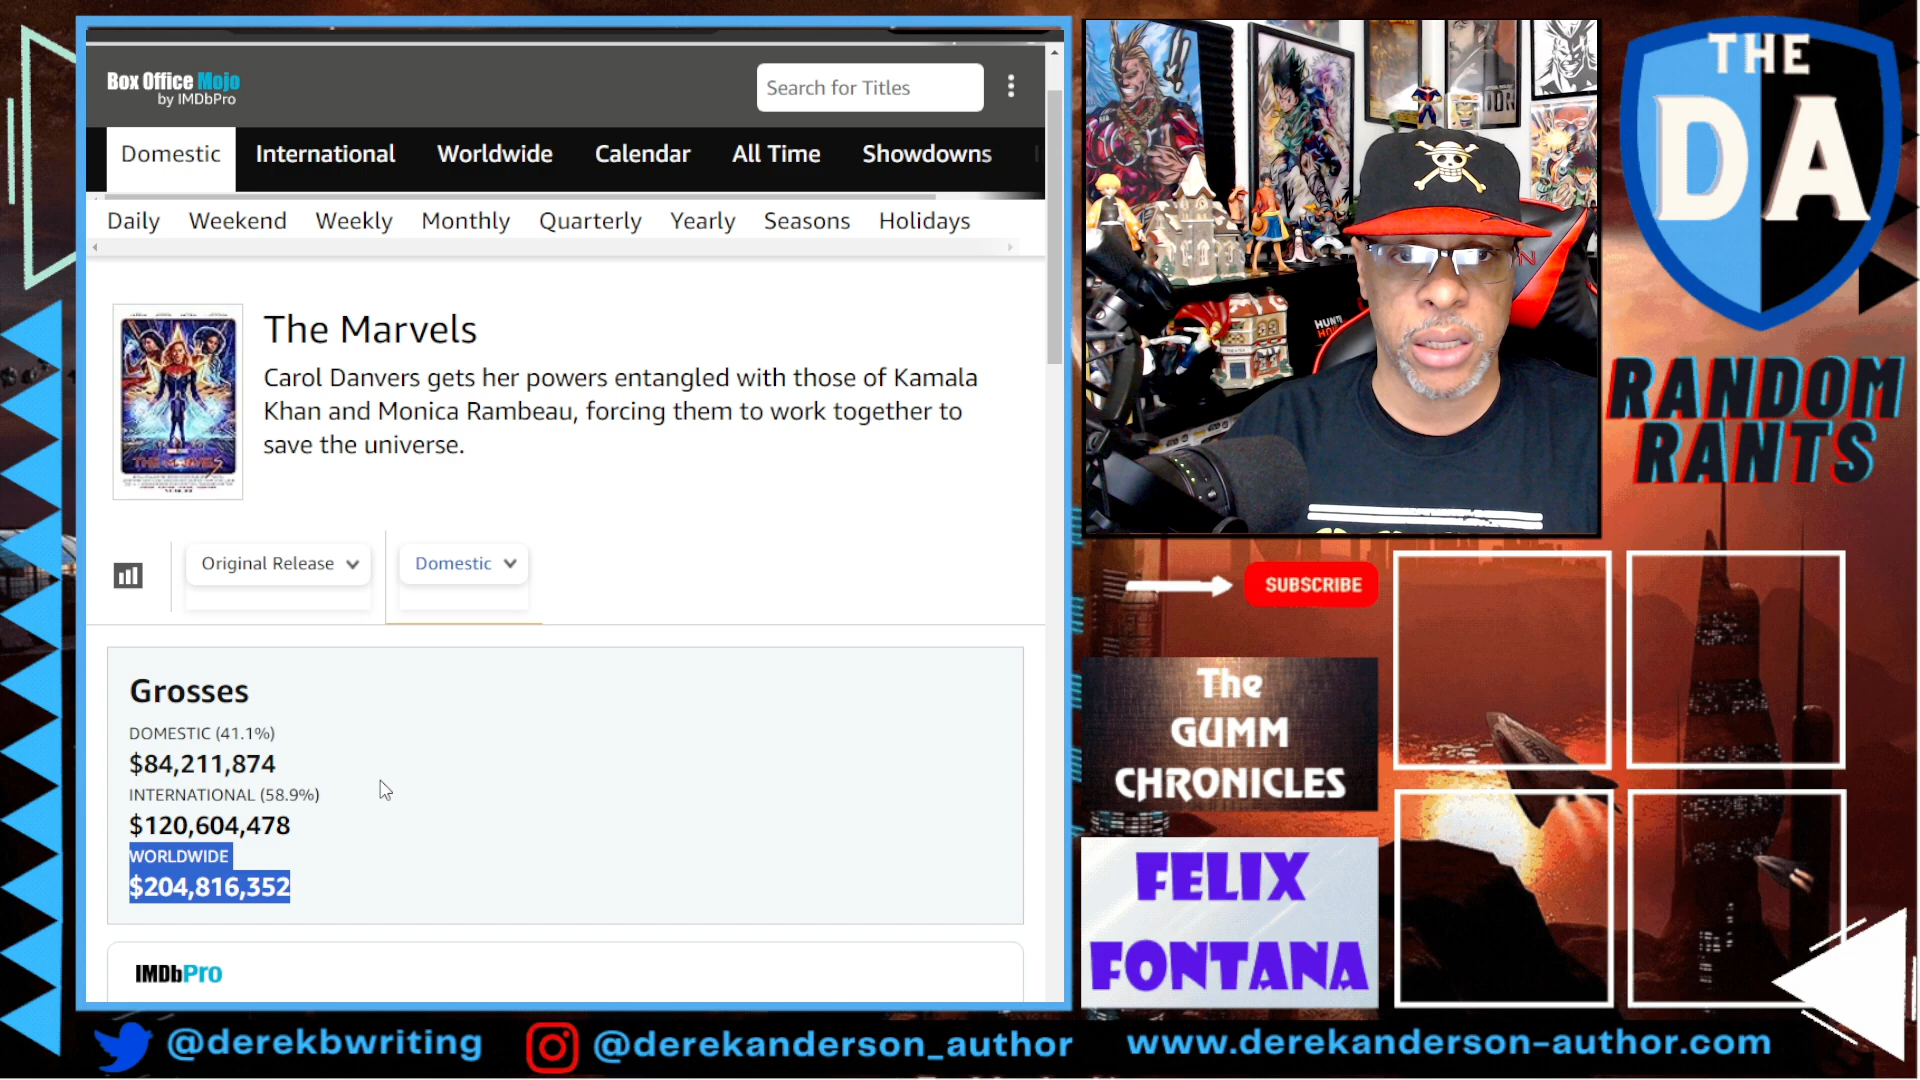 Box Office Mojo
by IMDbPro
Search for Titles
Domestic
International
Worldwide
Calendar
All Time
Showdowns
Daily
Weekend
Weekly
Monthly
Quarterly
Yearly
Seasons
Holidays
The Marvels
Carol Danvers gets her powers entangled with those of Kamala
Khan and Monica Rambeau, forcing them to work together to
save the universe.
THE MARVELS
Original Release
Domestic
Grosses
DOMESTIC (41.1%)
$84,211,874
INTERNATIONAL (58.9%)
$120,604,478
WORLDWIDE
$204,816,352
IMDbPro
THE
DA
RANDOM
RANTS
SUBSCRIBE
The
GUMM
CHRONICLES
FELIX
FONTANA
@derekbwriting
@derekanderson_author
www.derekanderson-author.com